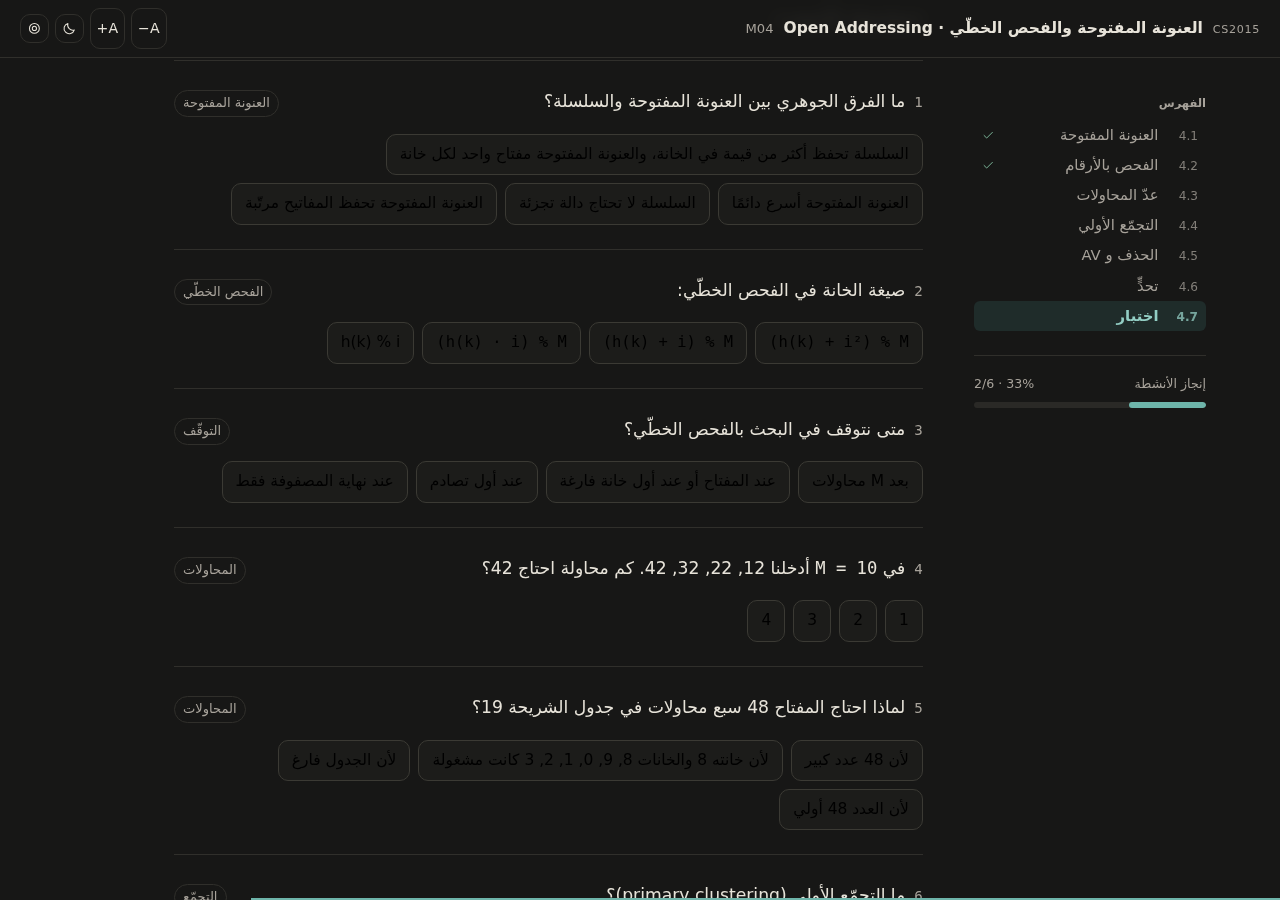 CS2015 العنونة المفتوحة والفحص الخطّي · Open Addressing M04
A− A+
الفهرس
4.1 العنونة المفتوحة
4.2 الفحص بالأرقام
4.3 عدّ المحاولات
4.4 التجمّع الأولي
4.5 الحذف و AV
4.6 تحدٍّ
4.7 اختبار
إنجاز الأنشطة 2/6 · 33%
1 ما الفرق الجوهري بين العنونة المفتوحة والسلسلة؟ العنونة المفتوحة
السلسلة تحفظ أكثر من قيمة في الخانة، والعنونة المفتوحة مفتاح واحد لكل خانة
العنونة المفتوحة أسرع دائمًا السلسلة لا تحتاج دالة تجزئة العنونة المفتوحة تحفظ المفاتيح مرتّبة
2 صيغة الخانة في الفحص الخطّي: الفحص الخطّي
(h(k) + i²) % M (h(k) + i) % M (h(k) · i) % M h(k) % i
3 متى نتوقف في البحث بالفحص الخطّي؟ التوقّف
بعد M محاولات عند المفتاح أو عند أول خانة فارغة عند أول تصادم عند نهاية المصفوفة فقط
4 في M = 10 أدخلنا 12, 22, 32, 42. كم محاولة احتاج 42؟ المحاولات
1 2 3 4
5 لماذا احتاج المفتاح 48 سبع محاولات في جدول الشريحة 19؟ المحاولات
لأن 48 عدد كبير لأن خانته 8 والخانات 8, 9, 0, 1, 2, 3 كانت مشغولة لأن الجدول فارغ
لأن العدد 48 أولي
6 ما التجمّع الأولي (primary clustering)؟ التجمّع